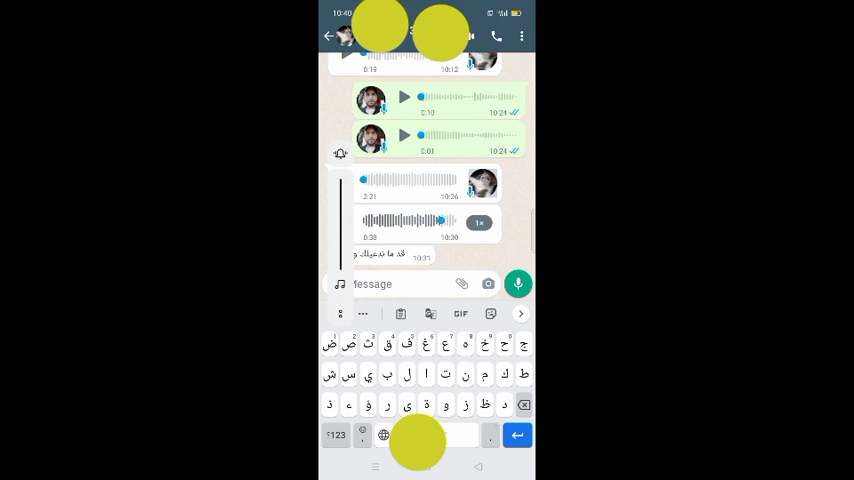 10:40
0:19 10:12
0:10 10:24
0:01 10:24
2:21 10:26
1×
0:38 10:30
قد ما ندعيلك و
10:31
Message
GIF
ض ص ث ق ف غ ع ه خ ح ج
ش س ي ب ل ا ت ن م ك ط
ذ ء ؤ ر ى ة و ز ظ د
?123